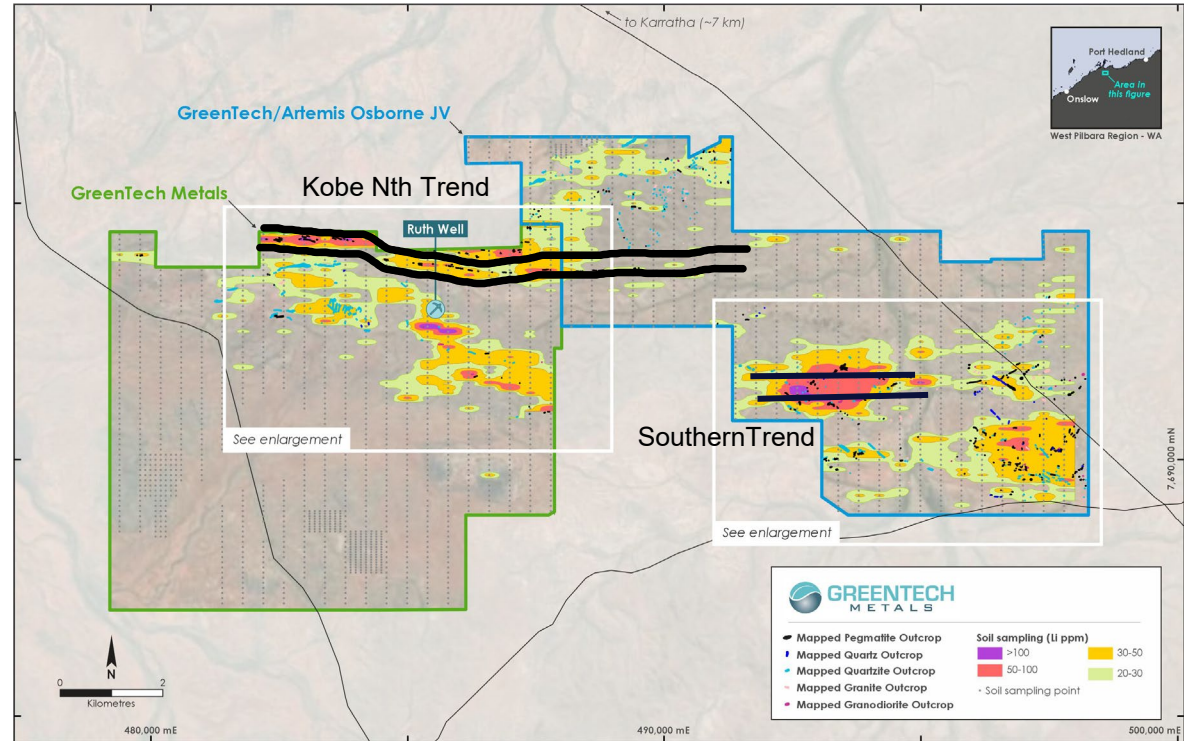 to Karratha (~7 km)
Port Hedland
Area in
this figure
Onslow
West Pilbara Region - WA
GreenTech/Artemis Osborne JV
GreenTech Metals
Kobe Nth Trend
Ruth Well
See enlargement
SouthernTrend
See enlargement
7,690,000 mN
GREENTECH
METALS
Mapped Pegmatite Outcrop
Mapped Quartz Outcrop
Mapped Quartzite Outcrop
Mapped Granite Outcrop
Mapped Granodiorite Outcrop
Soil sampling (Li ppm)
>100
30-50
50-100
20-30
Soil sampling point
N
0 2
Kilometres
480,000 mE
490,000 mE
500,000 mE